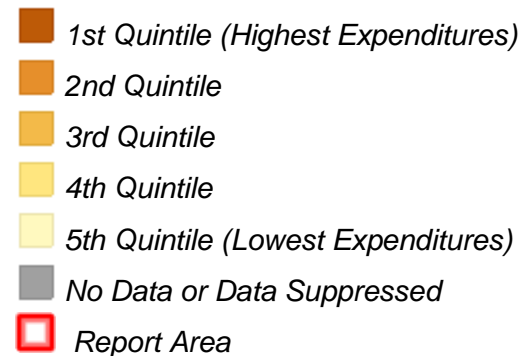 1st Quintile (Highest Expenditures)
2nd Quintile
3rd Quintile
4th Quintile
5th Quintile (Lowest Expenditures)
No Data or Data Suppressed
Report Area